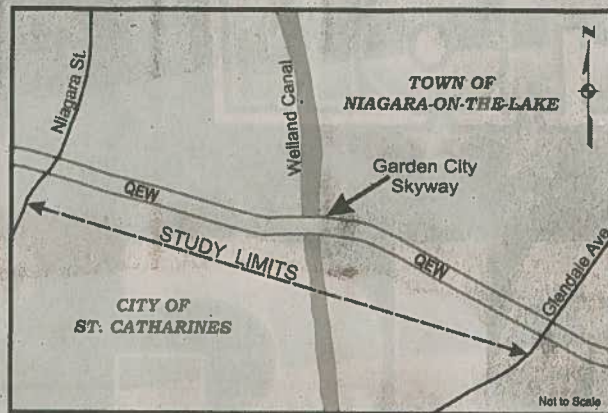 Niagara St.
Welland Canal
N
TOWN OF
NIAGARA-ON-THE-LAKE
Garden City
Skyway
QEW
STUDY LIMITS
QEW
Glendale Ave.
CITY OF
ST. CATHARINES
Not to Scale